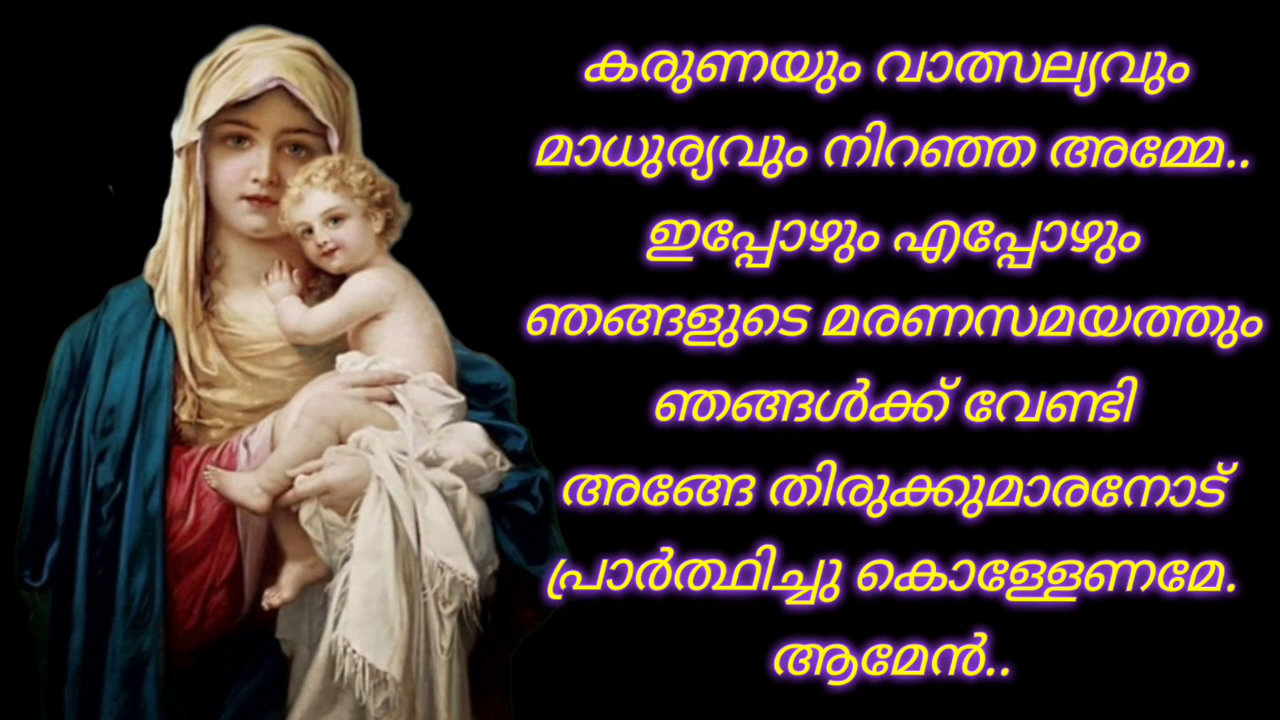 കരുണയും വാത്സല്യവും
മാധുര്യവും നിറഞ്ഞ അമ്മേ..
ഇപ്പോഴും എപ്പോഴും
ഞങ്ങളുടെ മരണസമയത്തും
ഞങ്ങൾക്ക് വേണ്ടി
അങ്ങേ തിരുക്കുമാരനോട്
പ്രാർത്ഥിച്ചു കൊള്ളേണമേ.
ആമേൻ..